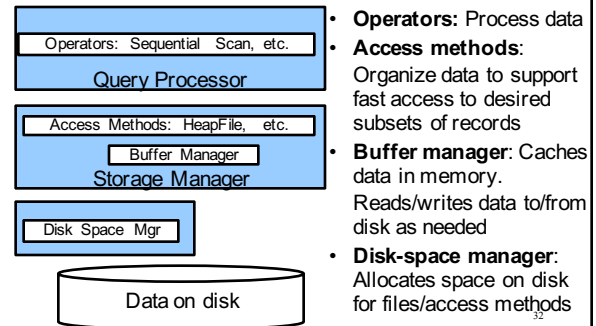 Operators: Sequential Scan, etc.
Query Processor
Access Methods: HeapFile, etc.
Buffer Manager
Storage Manager
Disk Space Mgr
Data on disk
• Operators: Process data
• Access methods:
Organize data to support
fast access to desired
subsets of records
• Buffer manager: Caches
data in memory.
Reads/writes data to/from
disk as needed
• Disk-space manager:
Allocates space on disk
for files/access methods
32